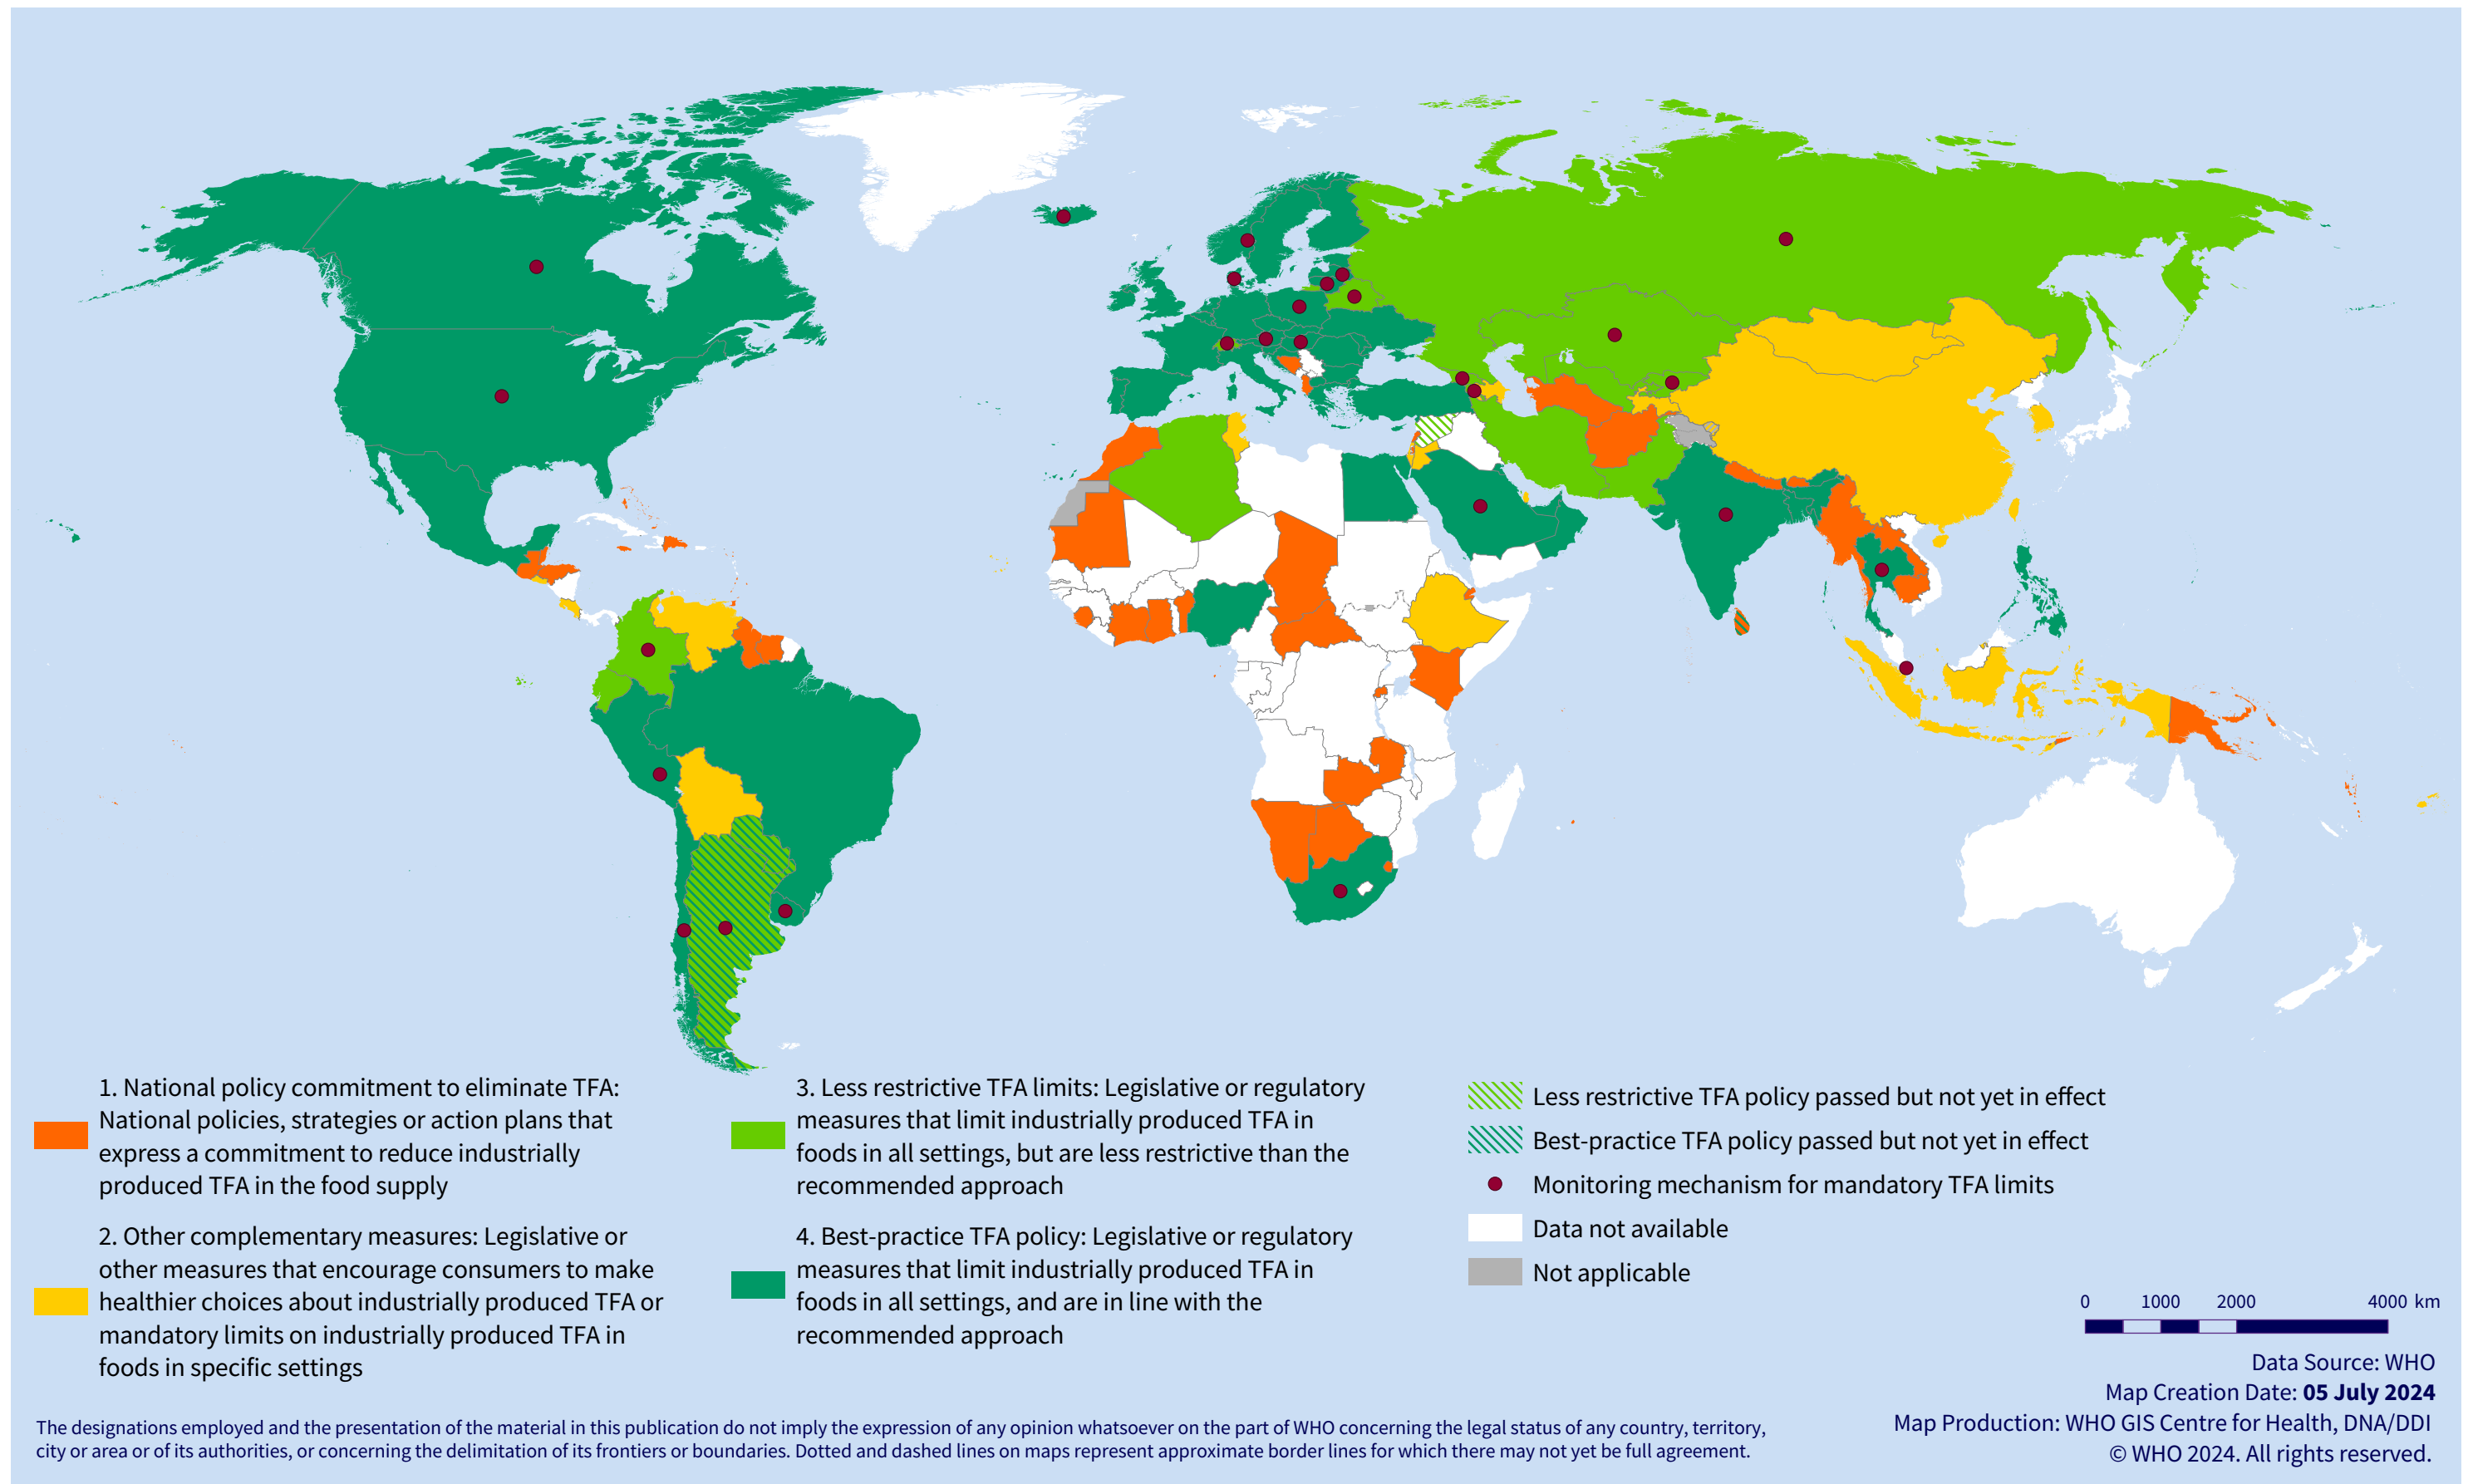 1. National policy commitment to eliminate TFA:
National policies, strategies or action plans that
express a commitment to reduce industrially
produced TFA in the food supply
2. Other complementary measures: Legislative or
other measures that encourage consumers to make
healthier choices about industrially produced TFA or
mandatory limits on industrially produced TFA in
foods in specific settings
3. Less restrictive TFA limits: Legislative or regulatory
measures that limit industrially produced TFA in
foods in all settings, but are less restrictive than the
recommended approach
4. Best-practice TFA policy: Legislative or regulatory
measures that limit industrially produced TFA in
foods in all settings, and are in line with the
recommended approach
Less restrictive TFA policy passed but not yet in effect
Best-practice TFA policy passed but not yet in effect
Monitoring mechanism for mandatory TFA limits
Data not available
Not applicable
0 1000 2000 4000 km
Data Source: WHO
Map Creation Date: 05 July 2024
Map Production: WHO GIS Centre for Health, DNA/DDI
© WHO 2024. All rights reserved.
The designations employed and the presentation of the material in this publication do not imply the expression of any opinion whatsoever on the part of WHO concerning the legal status of any country, territory,
city or area or of its authorities, or concerning the delimitation of its frontiers or boundaries. Dotted and dashed lines on maps represent approximate border lines for which there may not yet be full agreement.